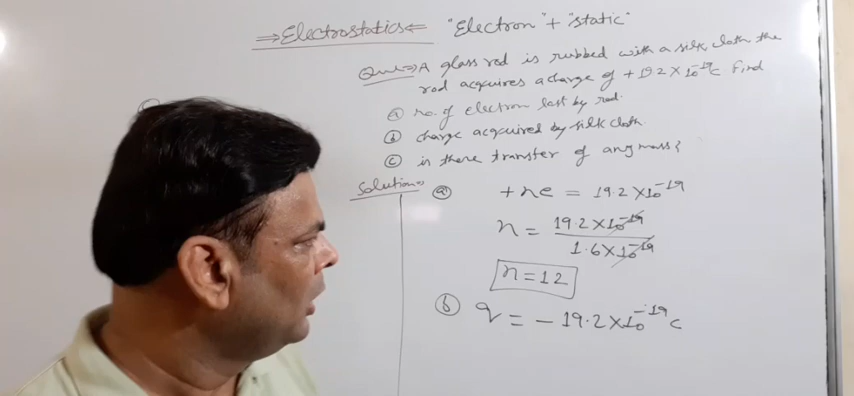 ⇒Electrostatics⇐ "Electron" + "static"
Que:⇒ A glass rod is rubbed with a silk cloth the
rod acquires a charge of + 19.2 × 10⁻¹⁹C Find
ⓐ no. of electron lost by rod.
ⓑ charge acquired by silk cloth.
ⓒ is there transfer of any mass?
Solution⇒ ⓐ +ne = 19.2 × 10⁻¹⁹
n = 19.2 × 10⁻¹⁹
1.6 × 10⁻¹⁹
n = 12
ⓑ q = − 19.2 × 10⁻¹⁹ C